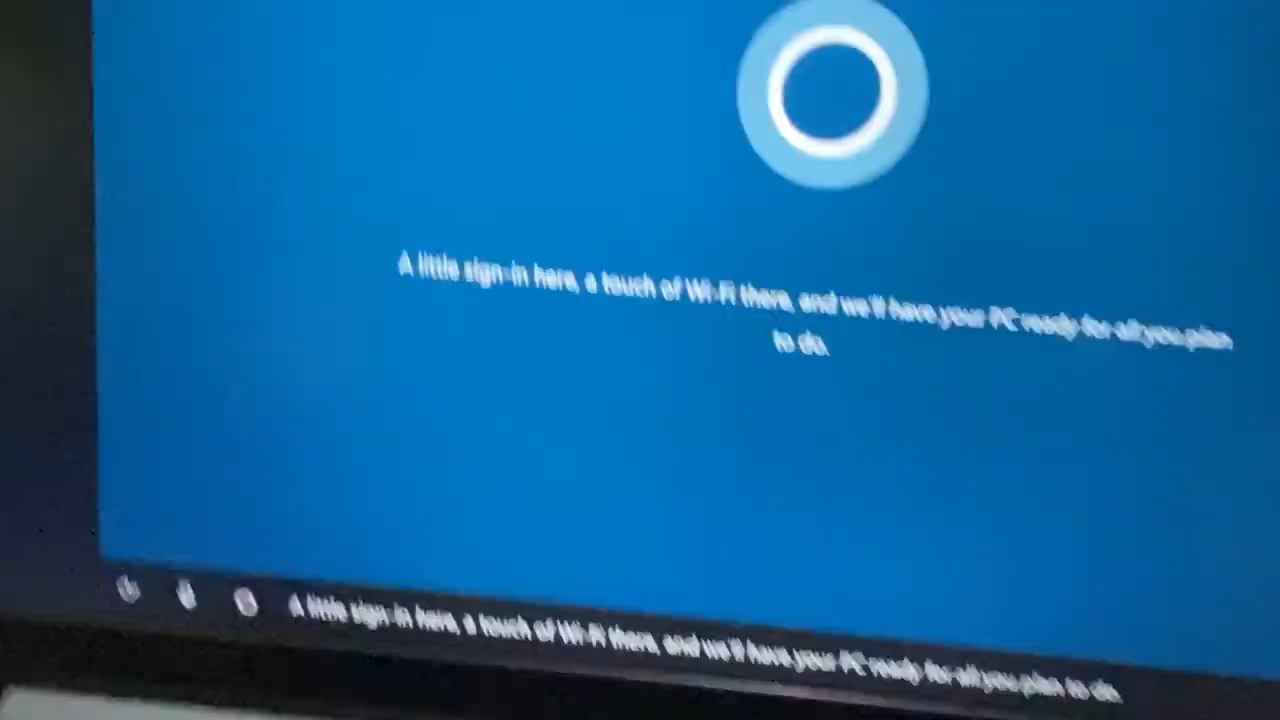 A little sign-in here, a touch of Wi-Fi there, and we'll have your PC ready for all you plan
to do.
A little sign-in here, a touch of Wi-Fi there, and we'll have your PC ready for all you plan to do.